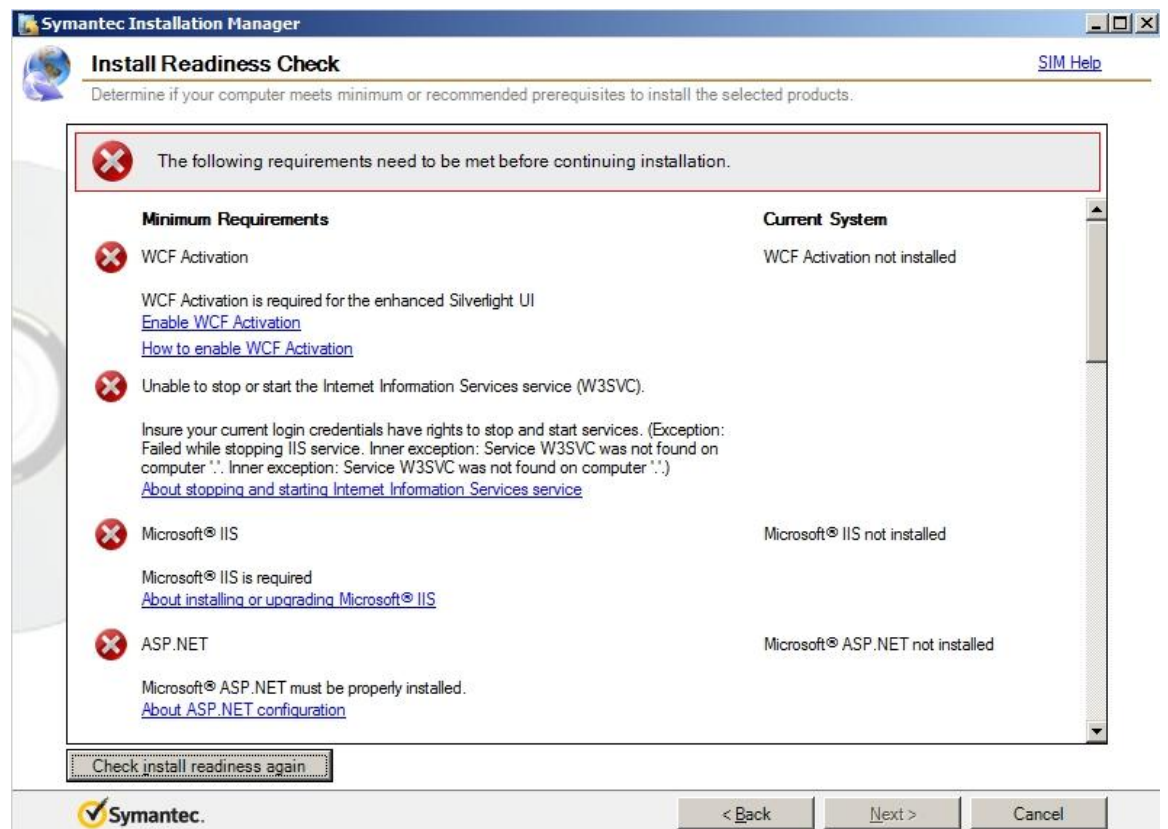 Symantec Installation Manager
Install Readiness Check
SIM Help
Determine if your computer meets minimum or recommended prerequisites to install the selected products.
The following requirements need to be met before continuing installation.
Minimum Requirements
Current System
WCF Activation
WCF Activation not installed
WCF Activation is required for the enhanced Silverlight UI
Enable WCF Activation
How to enable WCF Activation
Unable to stop or start the Internet Information Services service (W3SVC).
Insure your current login credentials have rights to stop and start services. (Exception:
Failed while stopping IIS service. Inner exception: Service W3SVC was not found on
computer '.'. Inner exception: Service W3SVC was not found on computer '.'.)
About stopping and starting Internet Information Services service
Microsoft® IIS
Microsoft® IIS not installed
Microsoft® IIS is required
About installing or upgrading Microsoft® IIS
ASP.NET
Microsoft® ASP.NET not installed
Microsoft® ASP.NET must be properly installed.
About ASP.NET configuration
Check install readiness again
Symantec.
< Back
Next >
Cancel